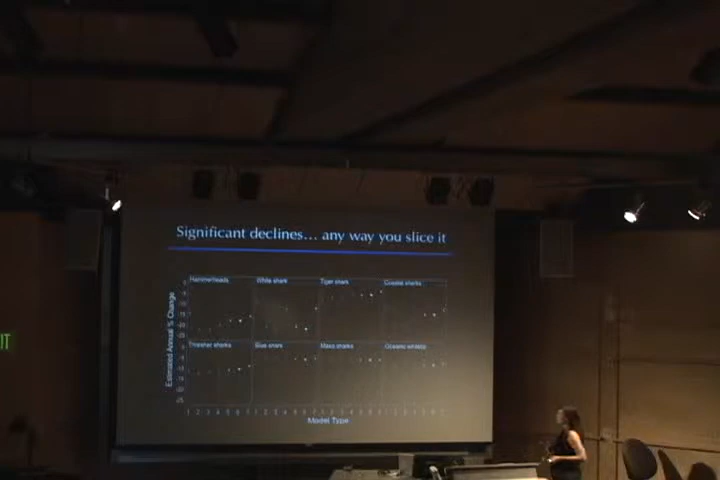 Significant declines... any way you slice it
Hammerheads White shark Tiger shark Coastal sharks
Thresher sharks Blue shark Mako sharks Oceanic whitetip
Estimated Annual % Change
Model Type